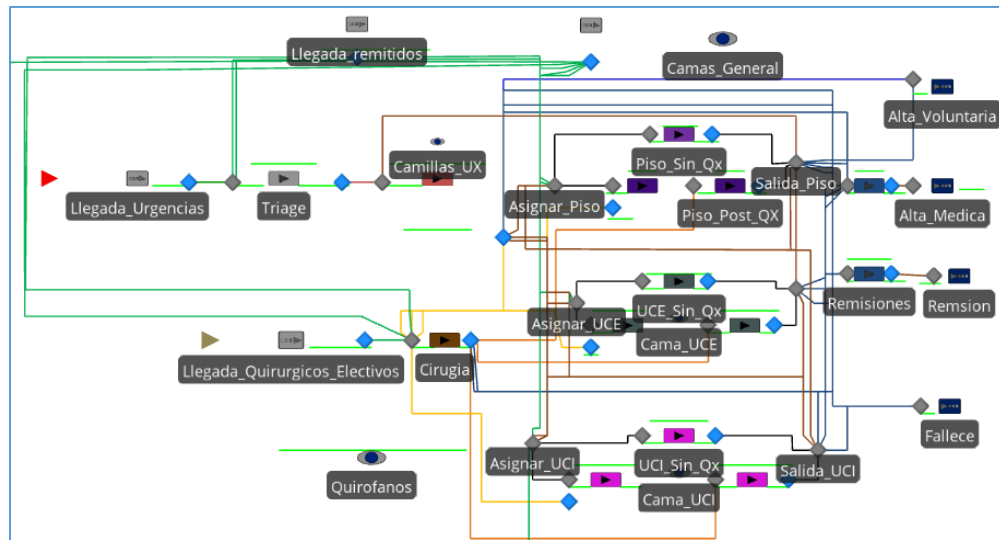 Llegada_remitidos
Camas_General
Alta_Voluntaria
Camillas_UX
Piso_Sin_Qx
Salida_Piso
Llegada_Urgencias
Triage
Asignar_Piso
Piso_Post_QX
Alta_Medica
UCE_Sin_Qx
Remisiones
Remsion
Asignar_UCE
Cama_UCE
Llegada_Quirurgicos_Electivos
Cirugia
Fallece
Asignar_UCI
UCI_Sin_Qx
Salida_UCI
Quirofanos
Cama_UCI